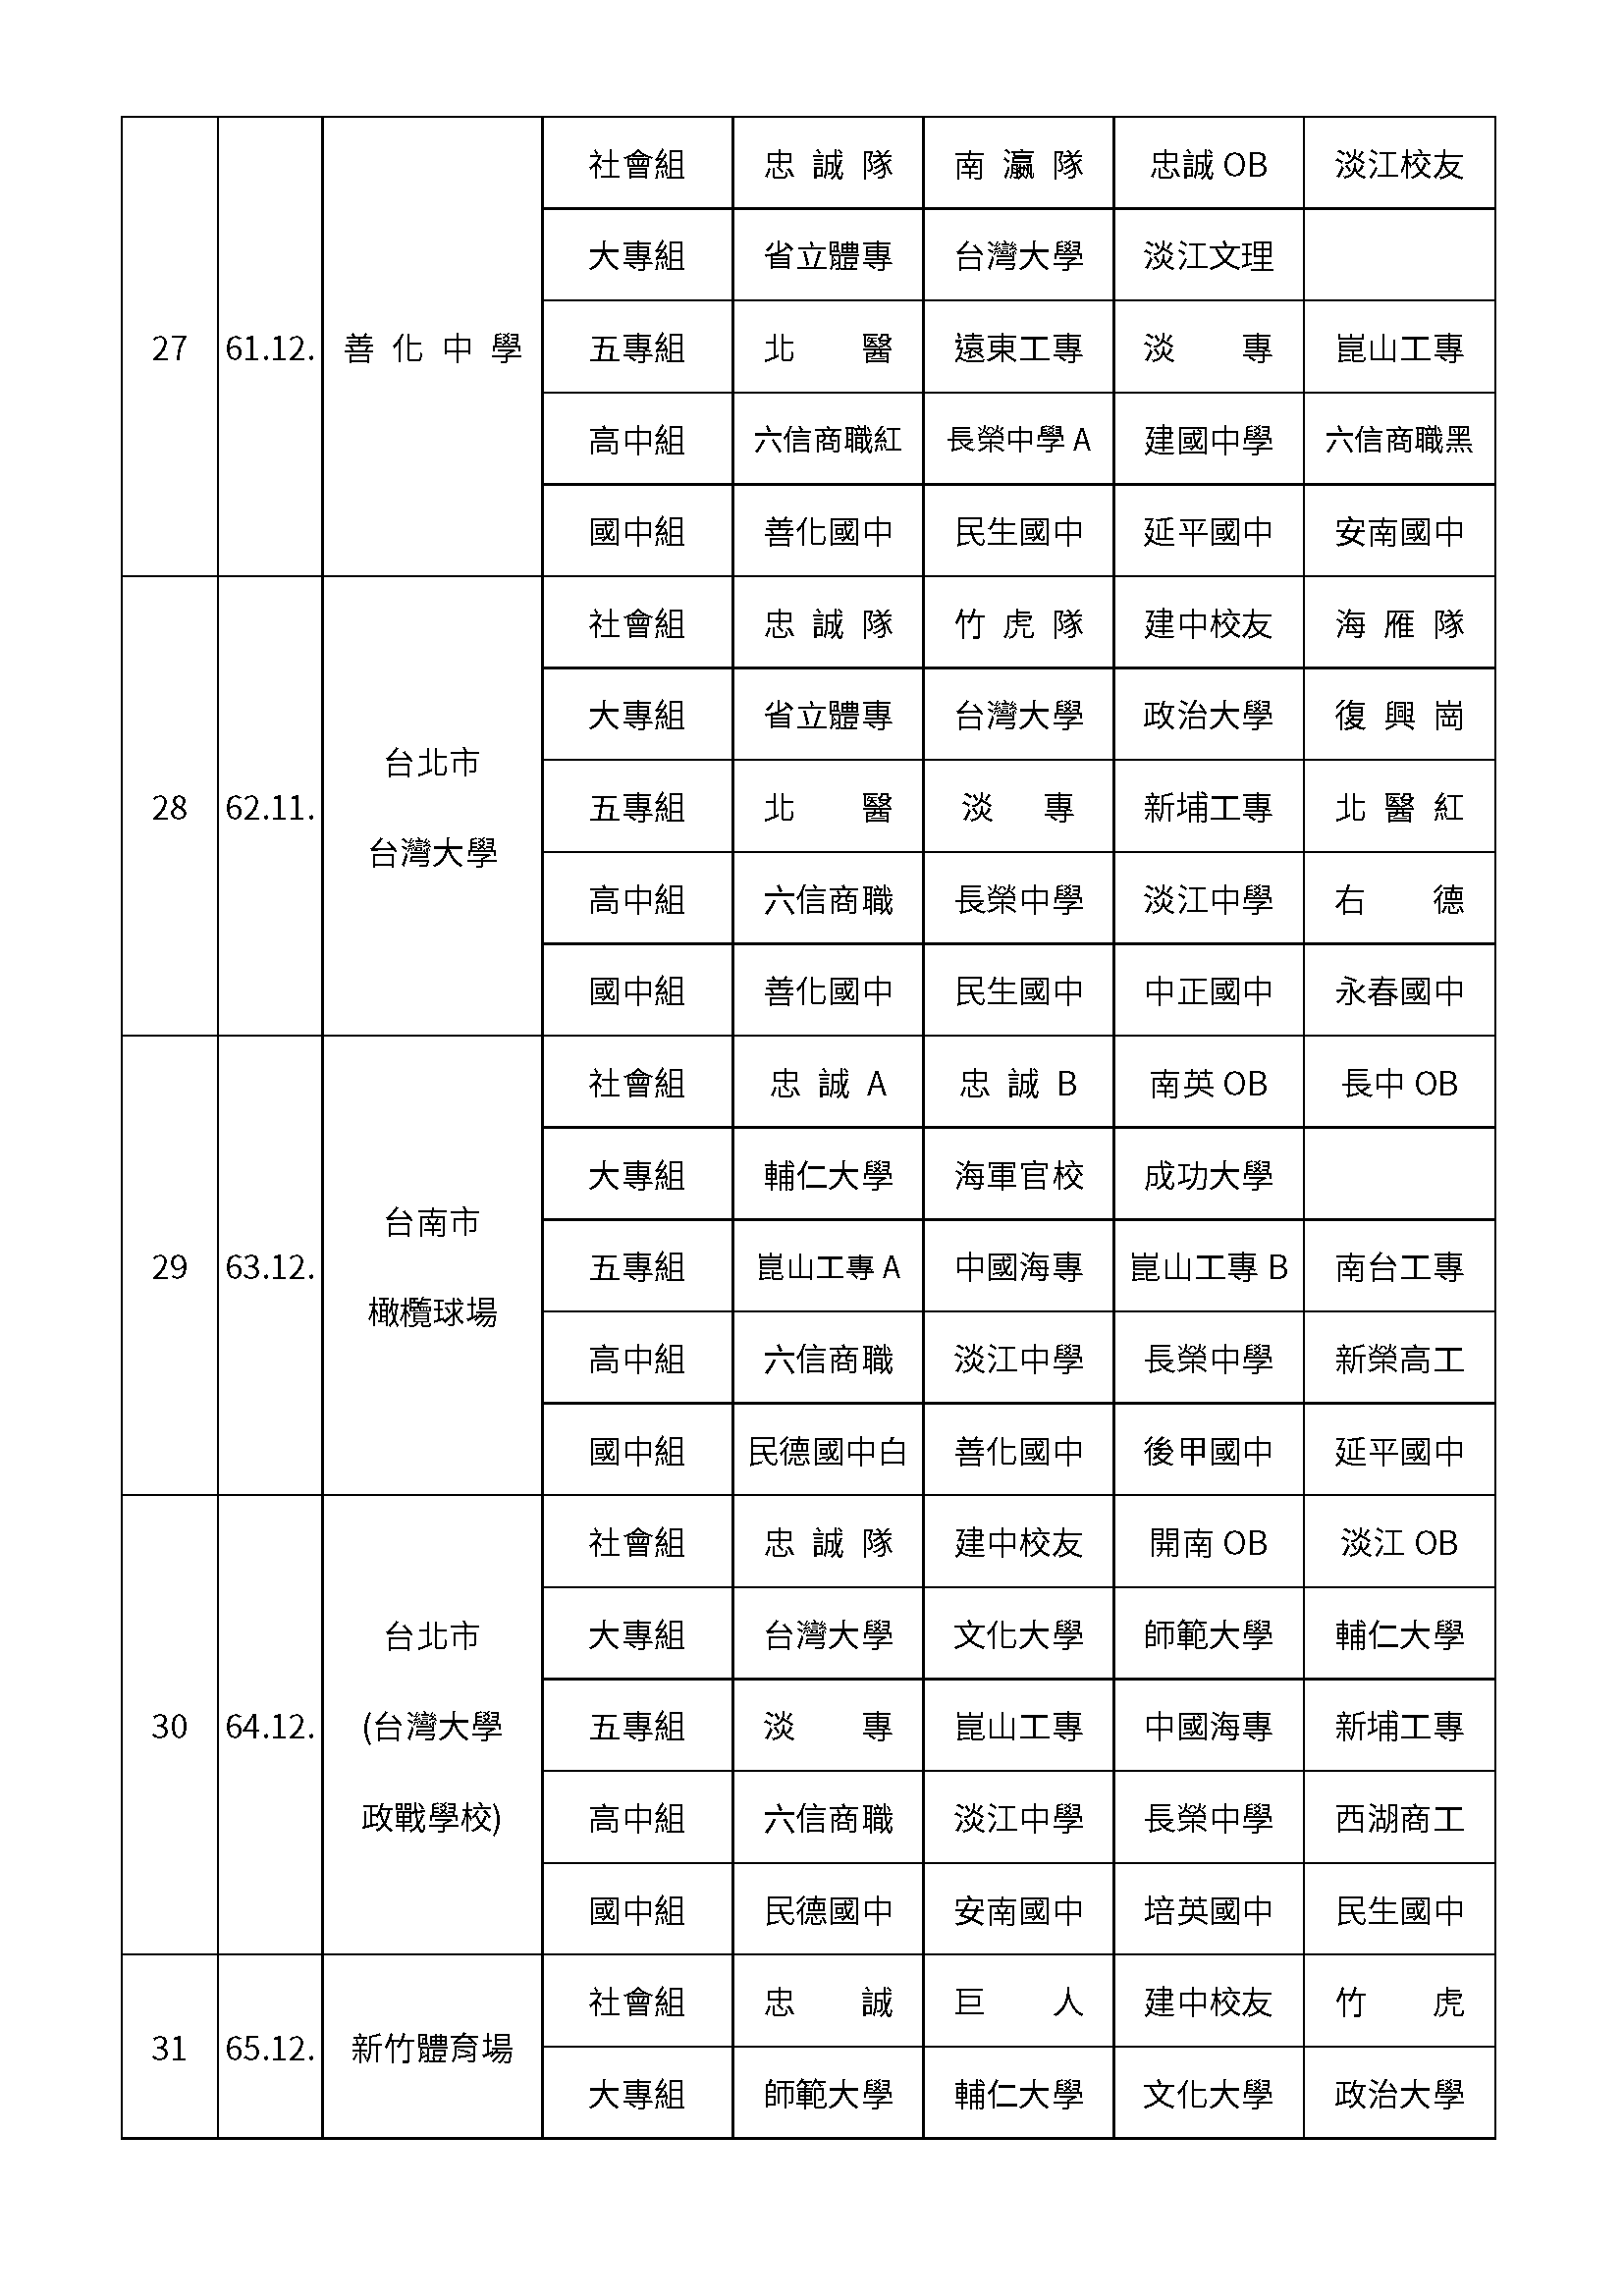 27 61.12. 善化中學 社會組 忠誠隊 南瀛隊 忠誠 OB 淡江校友
大專組 省立體專 台灣大學 淡江文理
五專組 北醫 遠東工專 淡專 崑山工專
高中組 六信商職紅 長榮中學 A 建國中學 六信商職黑
國中組 善化國中 民生國中 延平國中 安南國中
28 62.11. 台北市
台灣大學
社會組 忠誠隊 竹虎隊 建中校友 海雁隊
大專組 省立體專 台灣大學 政治大學 復興崗
五專組 北醫 淡專 新埔工專 北醫紅
高中組 六信商職 長榮中學 淡江中學 右德
國中組 善化國中 民生國中 中正國中 永春國中
29 63.12. 台南市
橄欖球場
社會組 忠誠 A 忠誠 B 南英 OB 長中 OB
大專組 輔仁大學 海軍官校 成功大學
五專組 崑山工專 A 中國海專 崑山工專 B 南台工專
高中組 六信商職 淡江中學 長榮中學 新榮高工
國中組 民德國中白 善化國中 後甲國中 延平國中
30 64.12. 台北市
(台灣大學
政戰學校)
社會組 忠誠隊 建中校友 開南 OB 淡江 OB
大專組 台灣大學 文化大學 師範大學 輔仁大學
五專組 淡專 崑山工專 中國海專 新埔工專
高中組 六信商職 淡江中學 長榮中學 西湖商工
國中組 民德國中 安南國中 培英國中 民生國中
31 65.12. 新竹體育場 社會組 忠誠 巨人 建中校友 竹虎
大專組 師範大學 輔仁大學 文化大學 政治大學